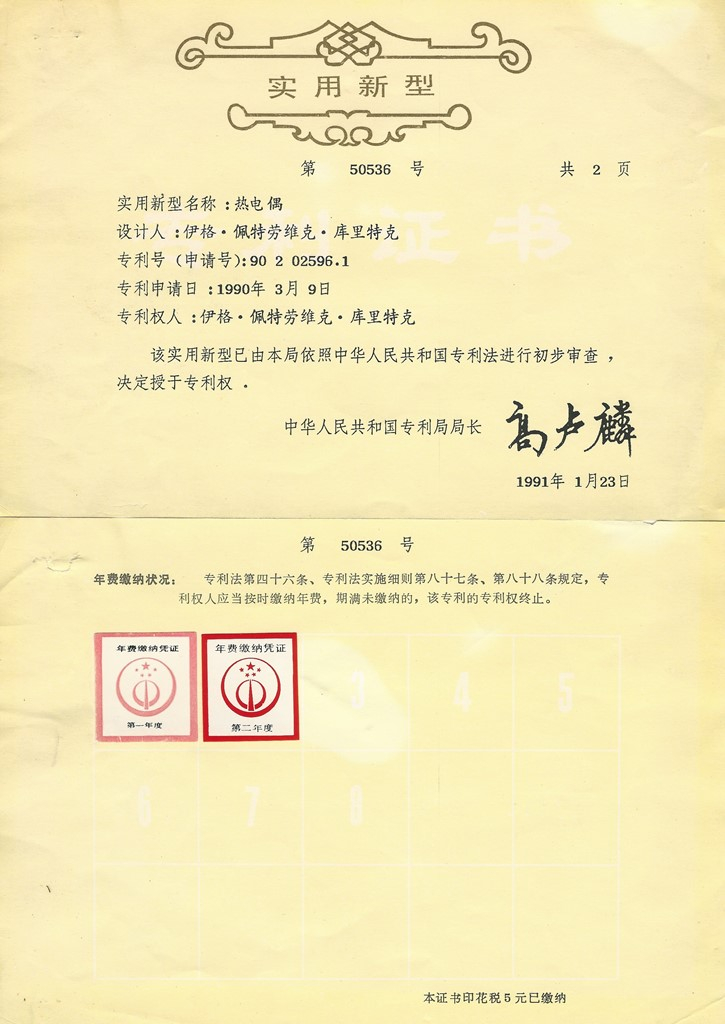 实用新型
第 50536 号 共 2 页
实用新型名称：热电偶
设计人：伊格·佩特劳维克·库里特克
专利证书
专利号（申请号）：90 2 02596.1
专利申请日：1990年 3月 9日
专利权人：伊格·佩特劳维克·库里特克
该实用新型已由本局依照中华人民共和国专利法进行初步审查，
决定授于专利权．
中华人民共和国专利局局长 高卢麟
1991年 1月23日
第 50536 号
年费缴纳状况： 专利法第四十六条、专利法实施细则第八十七条、第八十八条规定，专
利权人应当按时缴纳年费，期满未缴纳的，该专利的专利权终止。
年费缴纳凭证 年费缴纳凭证
第一年度 第二年度
3 4 5
6 7 8
本证书印花税5元已缴纳